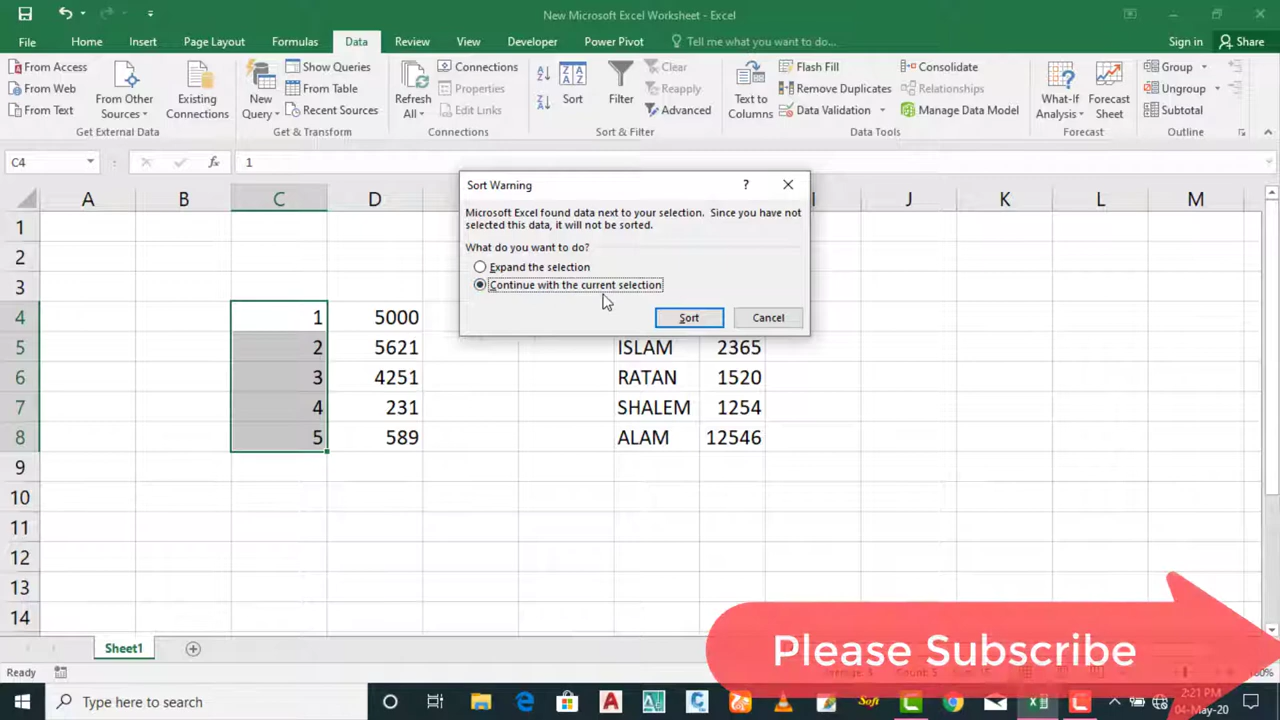 New Microsoft Excel Worksheet - Excel
File Home Insert Page Layout Formulas Data Review View Developer Power Pivot Tell me what you want to do... Sign in Share
From Access
From Web
From Text
From Other Sources
Existing Connections
Get External Data
New Query
Show Queries
From Table
Recent Sources
Get & Transform
Refresh All
Connections
Properties
Edit Links
Connections
Sort
Filter
Clear
Reapply
Advanced
Sort & Filter
Text to Columns
Flash Fill
Remove Duplicates
Data Validation
Consolidate
Relationships
Manage Data Model
Data Tools
What-If Analysis
Forecast Sheet
Forecast
Group
Ungroup
Subtotal
Outline
C4 fx 1
A B C D I J K L M
Sort Warning ?
Microsoft Excel found data next to your selection. Since you have not
selected this data, it will not be sorted.
What do you want to do?
Expand the selection
Continue with the current selection
Sort Cancel
1
2
3
4 1 5000
5 2 5621 ISLAM 2365
6 3 4251 RATAN 1520
7 4 231 SHALEM 1254
8 5 589 ALAM 12546
9
10
11
12
13
14
Please Subscribe
Sheet1
Ready
Type here to search
2:21 PM
04-May-20